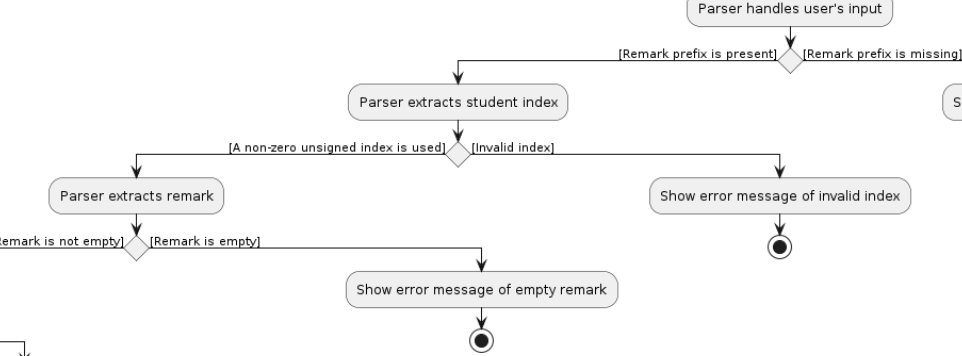 Parser handles user's input
[Remark prefix is present]
[Remark prefix is missing]
Parser extracts student index
S
[A non-zero unsigned index is used]
[Invalid index]
Parser extracts remark
Show error message of invalid index
Remark is not empty]
[Remark is empty]
Show error message of empty remark